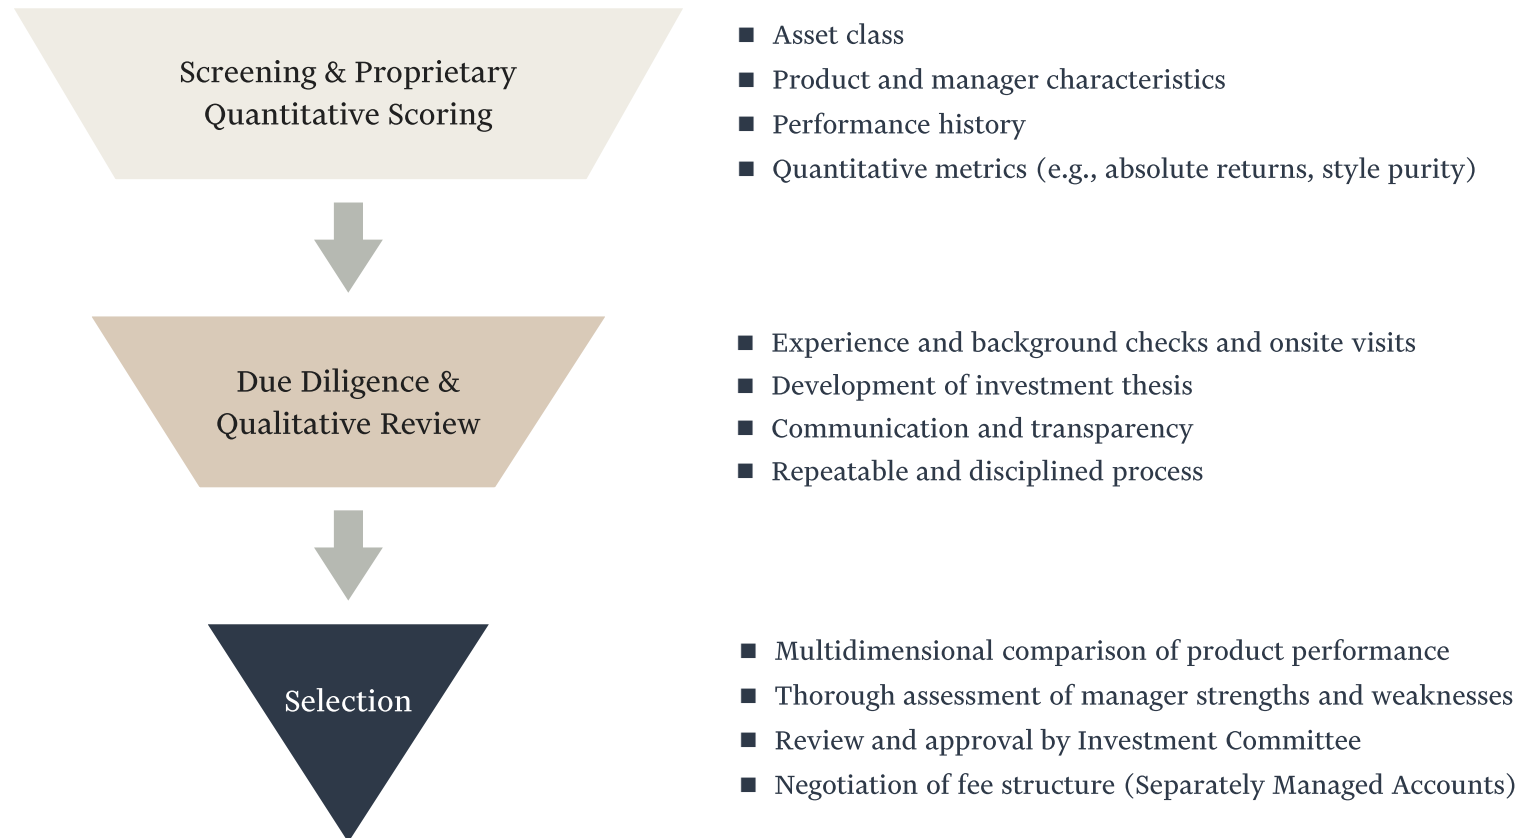 Screening & Proprietary
Quantitative Scoring
■ Asset class
■ Product and manager characteristics
■ Performance history
■ Quantitative metrics (e.g., absolute returns, style purity)
Due Diligence &
Qualitative Review
■ Experience and background checks and onsite visits
■ Development of investment thesis
■ Communication and transparency
■ Repeatable and disciplined process
Selection
■ Multidimensional comparison of product performance
■ Thorough assessment of manager strengths and weaknesses
■ Review and approval by Investment Committee
■ Negotiation of fee structure (Separately Managed Accounts)